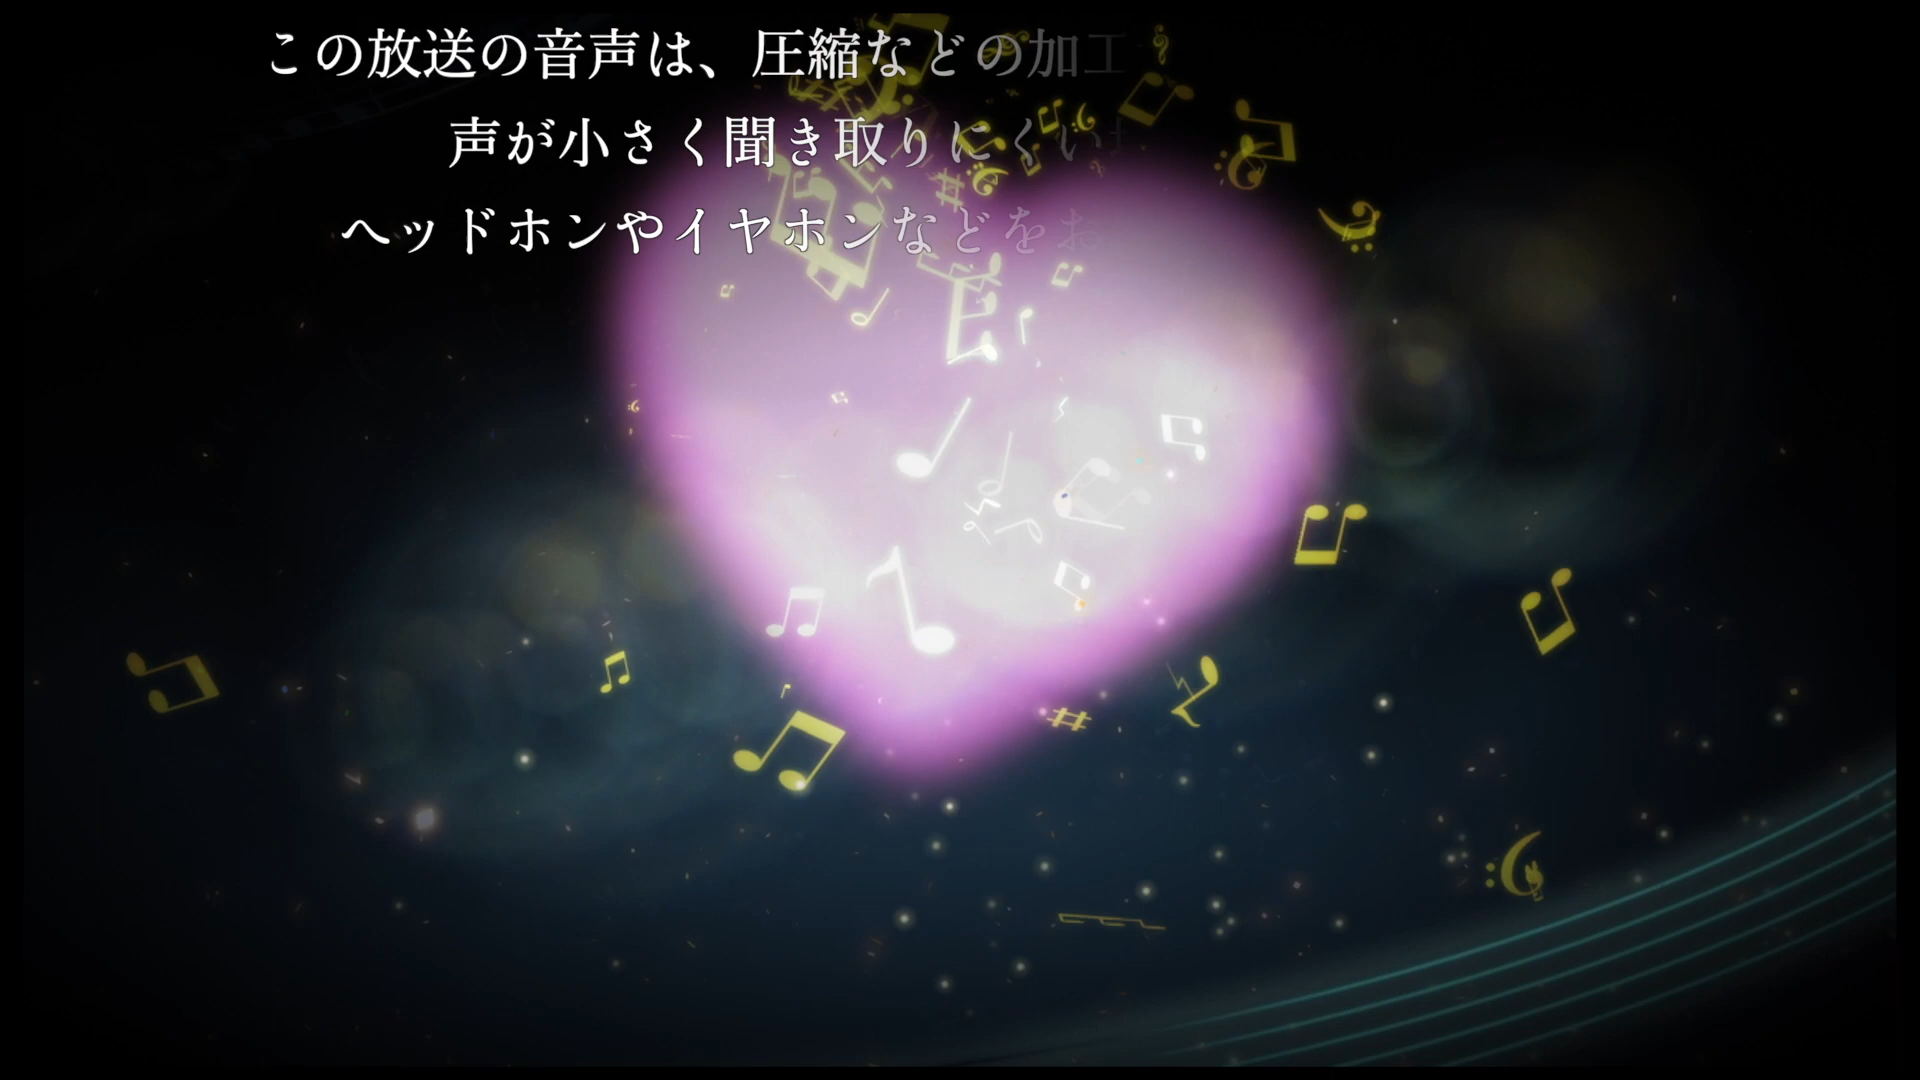 この放送の音声は、圧縮などの加工
声が小さく聞き取りにくい
ヘッドホンやイヤホンなどをお